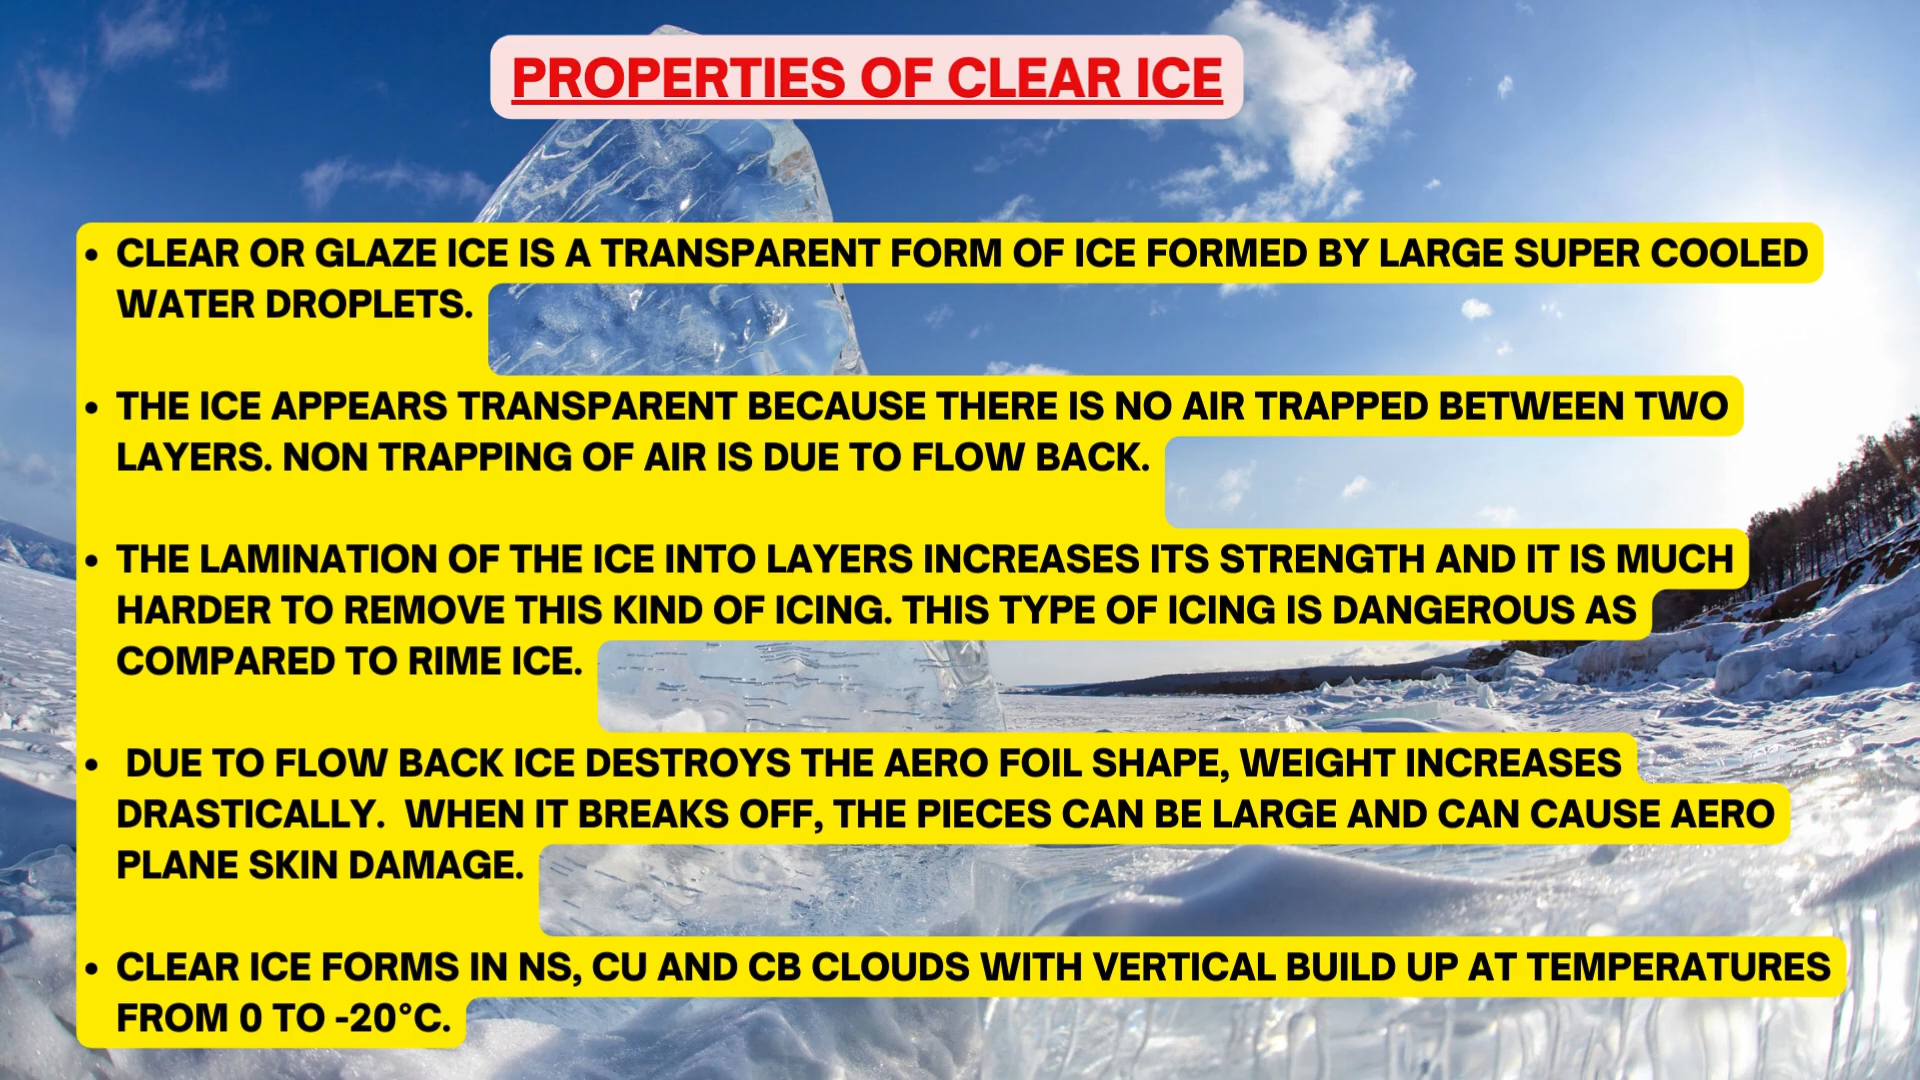 PROPERTIES OF CLEAR ICE
• CLEAR OR GLAZE ICE IS A TRANSPARENT FORM OF ICE FORMED BY LARGE SUPER COOLED
WATER DROPLETS.
• THE ICE APPEARS TRANSPARENT BECAUSE THERE IS NO AIR TRAPPED BETWEEN TWO
LAYERS. NON TRAPPING OF AIR IS DUE TO FLOW BACK.
• THE LAMINATION OF THE ICE INTO LAYERS INCREASES ITS STRENGTH AND IT IS MUCH
HARDER TO REMOVE THIS KIND OF ICING. THIS TYPE OF ICING IS DANGEROUS AS
COMPARED TO RIME ICE.
• DUE TO FLOW BACK ICE DESTROYS THE AERO FOIL SHAPE, WEIGHT INCREASES
DRASTICALLY. WHEN IT BREAKS OFF, THE PIECES CAN BE LARGE AND CAN CAUSE AERO
PLANE SKIN DAMAGE.
• CLEAR ICE FORMS IN NS, CU AND CB CLOUDS WITH VERTICAL BUILD UP AT TEMPERATURES
FROM 0 TO -20°C.